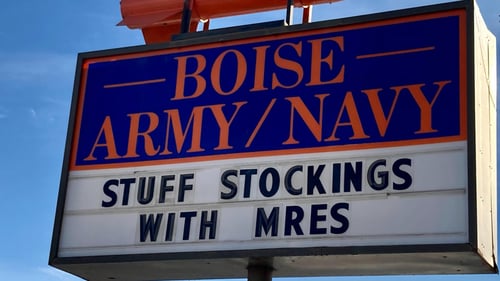 BOISE
ARMY/NAVY
STUFF STOCKINGS
WITH MRES